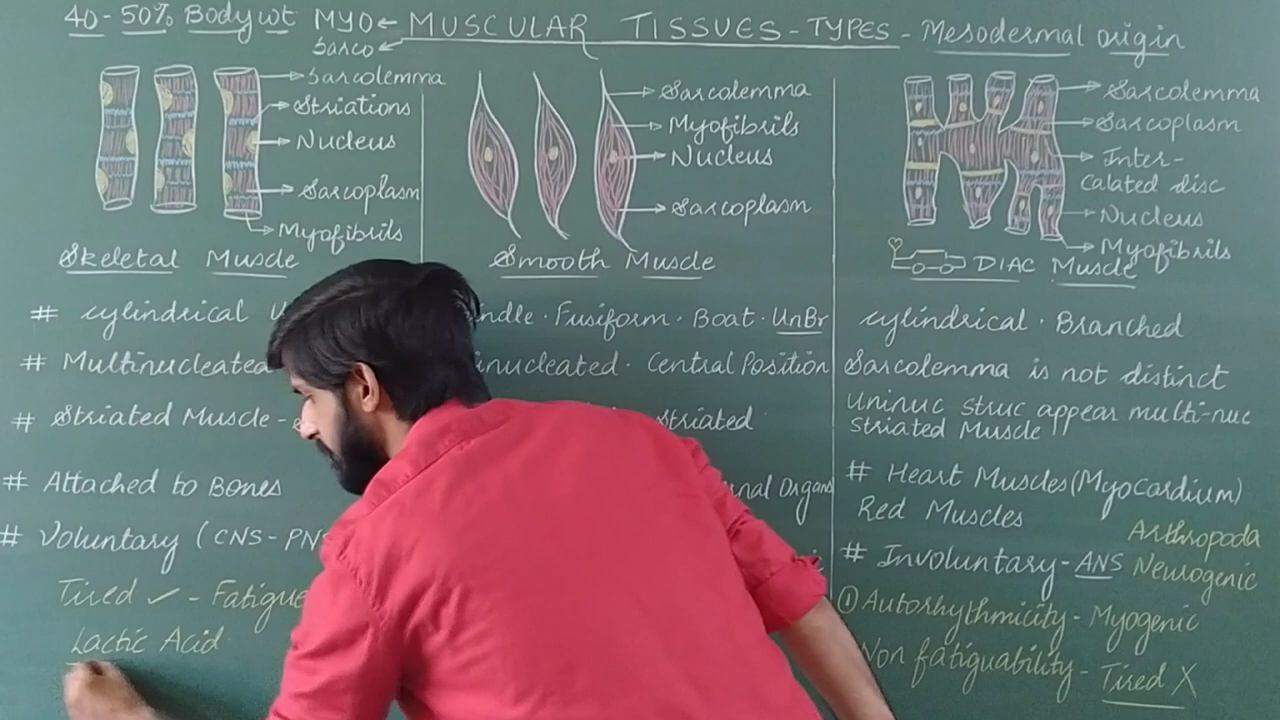 40-50% Body wt MYO ← MUSCULAR TISSUES - TYPES - Mesodermal origin
Sarco
Sarcolemma
Striations
Nucleus
Sarcoplasm
Myofibrils
Skeletal Muscle
# cylindrical
# Multinucleated
# Striated Muscle -
# Attached to Bones
# Voluntary (CNS - PNS
Tired ✓ - Fatigue
Lactic Acid
Sarcolemma
Myofibrils
Nucleus
Sarcoplasm
Smooth Muscle
Fusiform . Boat . UnBr
inucleated . Central Position
Striated
nal Organs
Sarcolemma
Sarcoplasm
Inter-
calated disc
Nucleus
Myofibrils
DIAC Muscle
cylindrical . Branched
Sarcolemma is not distinct
Uninuc struc appear multi-nuc
Striated Muscle
# Heart Muscles (Myocardium)
Red Muscles
Arthropoda
# Involuntary - ANS Neurogenic
① Autorhythmicity - Myogenic
Non fatiguability - Tired X